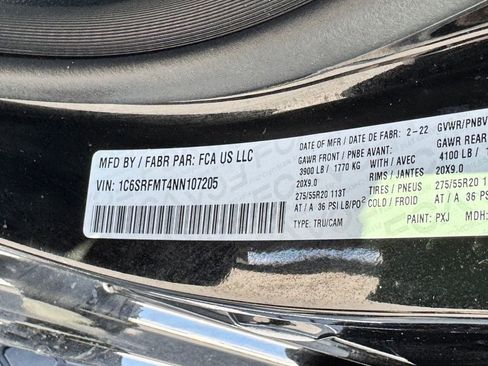 MFD BY / FABR PAR: FCA US LLC
VIN: 1C6SRFMT4NN107205
DATE OF MFR / DATE DE FABR: 2-22
GAWR FRONT / PNBE AVANT:
3900 LB / 1770 KG
20X9.0
275/55R20 113T
AT / A 36 PSI LB/PO
TYPE: TRU/CAM
WITH / AVEC
RIMS / JANTES
TIRES / PNEUS
COLD / FROID
GVWR/PNBV
GAWR REAR
4100 LB /
20X9.0
275/55R20
AT / A 36 PSI
PAINT: PXJ